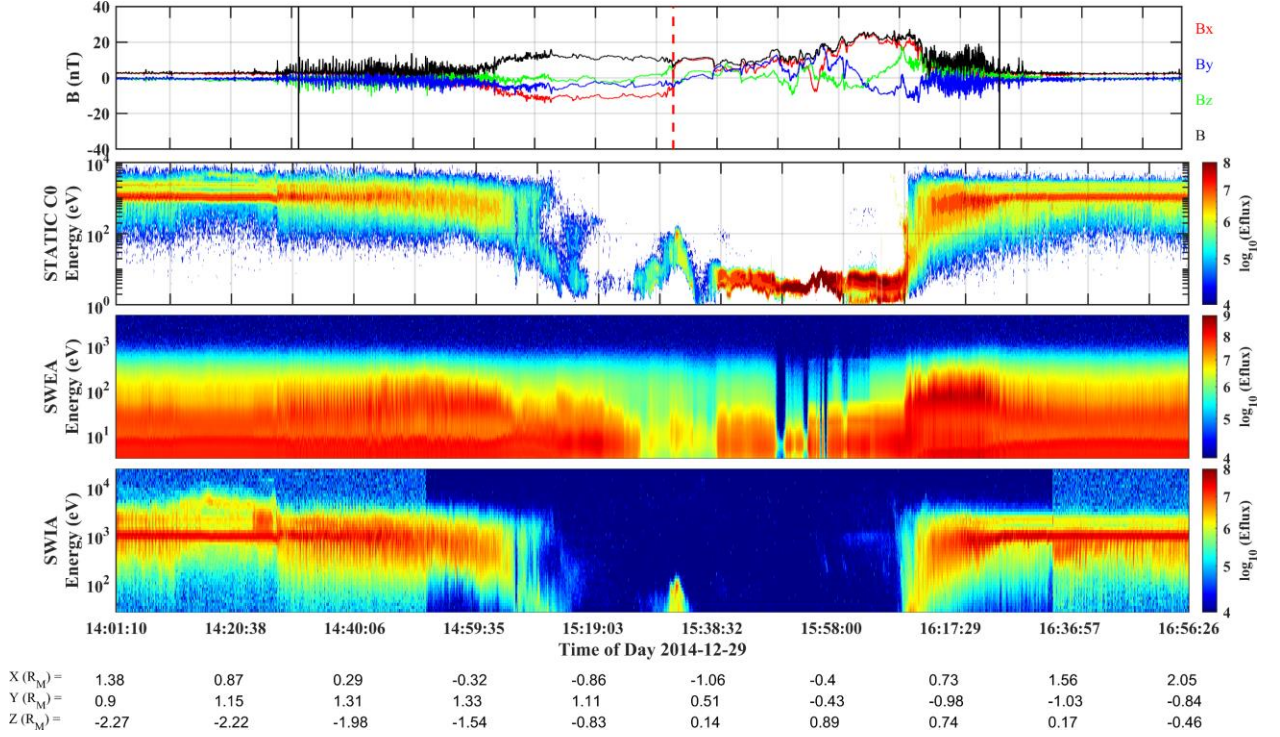 40
20
0
-20
-40
B (nT)
Bx
By
Bz
B
10^4
10^2
10^0
STATIC C0
Energy (eV)
8
7
6
5
4
log10(Eflux)
10^3
10^2
10^1
SWEA
Energy (eV)
9
8
7
6
5
4
log10(Eflux)
10^4
10^3
10^2
SWIA
Energy (eV)
8
7
6
5
4
log10(Eflux)
14:01:10 14:20:38 14:40:06 14:59:35 15:19:03 15:38:32 15:58:00 16:17:29 16:36:57 16:56:26
Time of Day 2014-12-29
X (RM) = 1.38 0.87 0.29 -0.32 -0.86 -1.06 -0.4 0.73 1.56 2.05
Y (RM) = 0.9 1.15 1.31 1.33 1.11 0.51 -0.43 -0.98 -1.03 -0.84
Z (RM) = -2.27 -2.22 -1.98 -1.54 -0.83 0.14 0.89 0.74 0.17 -0.46